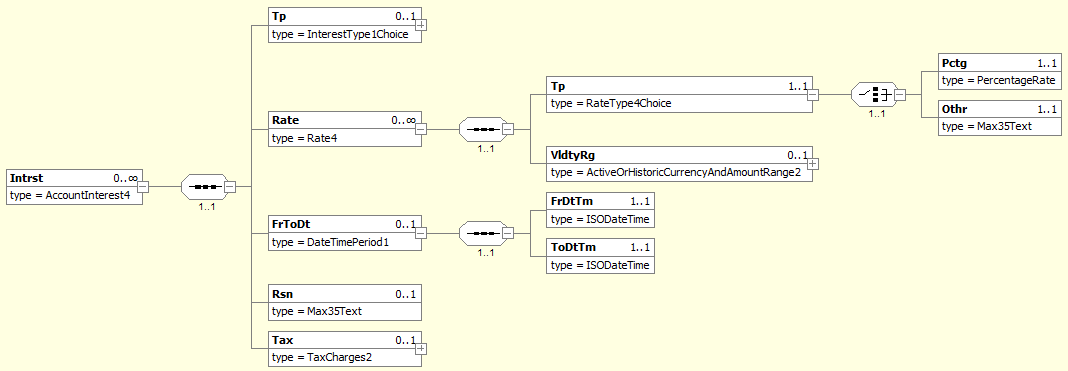 Intrst 0..∞
type = AccountInterest4
1..1
Tp 0..1
type = InterestType1Choice
Rate 0..∞
type = Rate4
1..1
Tp 1..1
type = RateType4Choice
1..1
Pctg 1..1
type = PercentageRate
Othr 1..1
type = Max35Text
VldtyRg 0..1
type = ActiveOrHistoricCurrencyAndAmountRange2
FrToDt 0..1
type = DateTimePeriod1
1..1
FrDtTm 1..1
type = ISODateTime
ToDtTm 1..1
type = ISODateTime
Rsn 0..1
type = Max35Text
Tax 0..1
type = TaxCharges2